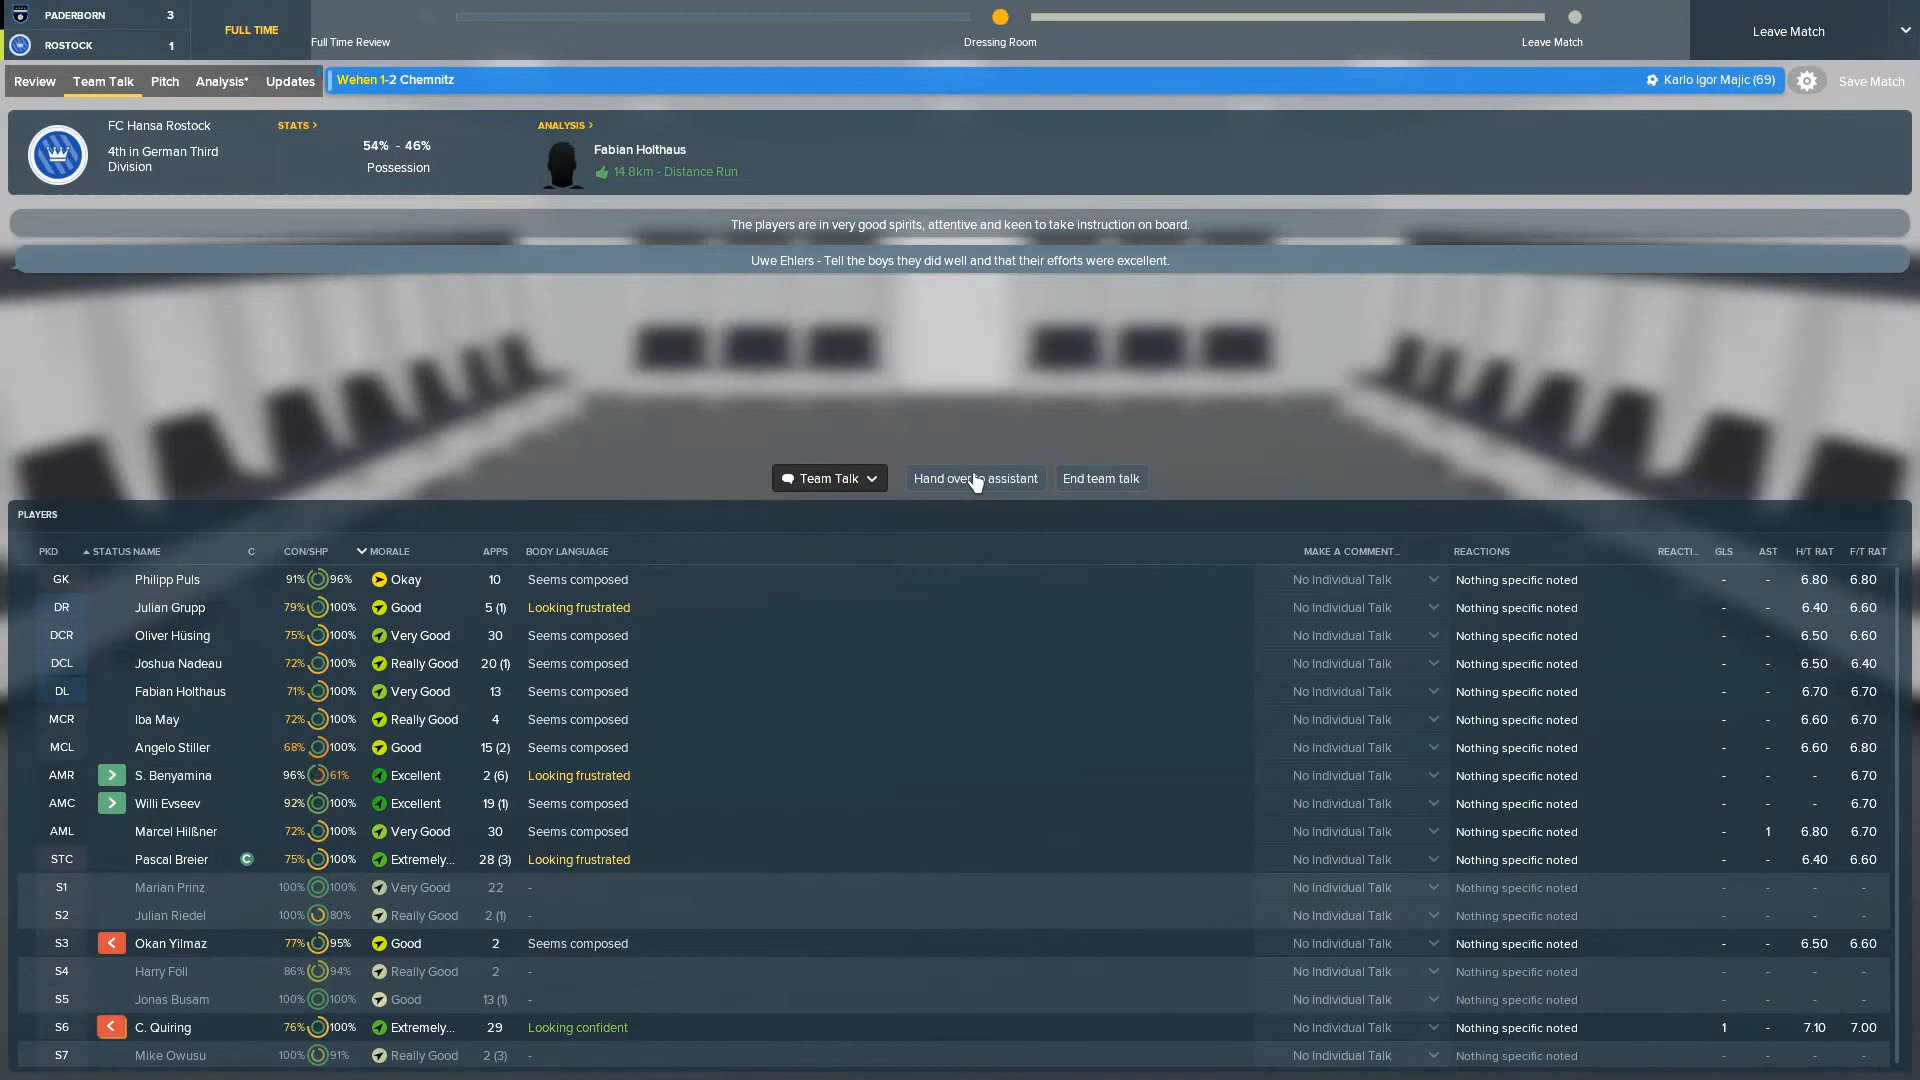 PADERBORN 3
ROSTOCK 1
FULL TIME
Full Time Review
Dressing Room
Leave Match
Leave Match
Review Team Talk Pitch Analysis* Updates
Wehen 1-2 Chemnitz
Karlo Igor Majic (69)
Save Match
FC Hansa Rostock
4th in German Third
Division
STATS >
54% - 46%
Possession
ANALYSIS >
Fabian Holthaus
14.8km - Distance Run
The players are in very good spirits, attentive and keen to take instruction on board.
Uwe Ehlers - Tell the boys they did well and that their efforts were excellent.
Team Talk
Hand over assistant
End team talk
PLAYERS
PKD STATUS NAME C CON/SHP MORALE APPS BODY LANGUAGE MAKE A COMMENT... REACTIONS REACTI... GLS AST H/T RAT F/T RAT
GK Philipp Puls 91% 96% Okay 10 Seems composed No Individual Talk Nothing specific noted - - 6.80 6.80
DR Julian Grupp 79% 100% Good 5 (1) Looking frustrated No Individual Talk Nothing specific noted - - 6.40 6.60
DCR Oliver Hüsing 75% 100% Very Good 30 Seems composed No Individual Talk Nothing specific noted - - 6.50 6.60
DCL Joshua Nadeau 72% 100% Really Good 20 (1) Seems composed No Individual Talk Nothing specific noted - - 6.50 6.40
DL Fabian Holthaus 71% 100% Very Good 13 Seems composed No Individual Talk Nothing specific noted - - 6.70 6.70
MCR Iba May 72% 100% Really Good 4 Seems composed No Individual Talk Nothing specific noted - - 6.60 6.70
MCL Angelo Stiller 68% 100% Good 15 (2) Seems composed No Individual Talk Nothing specific noted - - 6.60 6.80
AMR S. Benyamina 96% 61% Excellent 2 (6) Looking frustrated No Individual Talk Nothing specific noted - - - 6.70
AMC Willi Evseev 92% 100% Excellent 19 (1) Seems composed No Individual Talk Nothing specific noted - - - 6.70
AML Marcel Hilßner 72% 100% Very Good 30 Seems composed No Individual Talk Nothing specific noted - 1 6.80 6.70
STC Pascal Breier C 75% 100% Extremely... 28 (3) Looking frustrated No Individual Talk Nothing specific noted - - 6.40 6.60
S1 Marian Prinz 100% 100% Very Good 22 - No Individual Talk Nothing specific noted - - - -
S2 Julian Riedel 100% 80% Really Good 2 (1) - No Individual Talk Nothing specific noted - - - -
S3 Okan Yilmaz 77% 95% Good 2 Seems composed No Individual Talk Nothing specific noted - - 6.50 6.60
S4 Harry Föll 86% 94% Really Good 2 - No Individual Talk Nothing specific noted - - - -
S5 Jonas Busam 100% 100% Good 13 (1) - No Individual Talk Nothing specific noted - - - -
S6 C. Quiring 76% 100% Extremely... 29 Looking confident No Individual Talk Nothing specific noted 1 - 7.10 7.00
S7 Mike Owusu 100% 91% Really Good 2 (3) - No Individual Talk Nothing specific noted - - - -